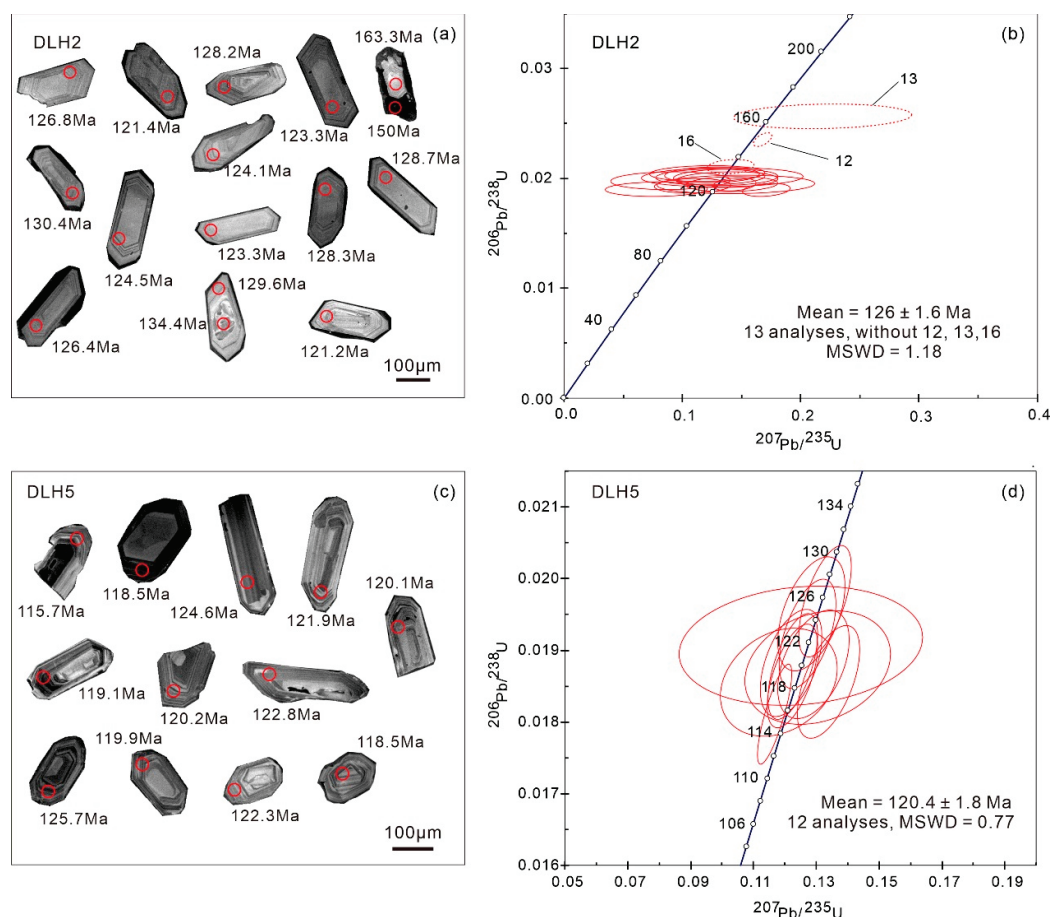 DLH2
(a)
128.2Ma
163.3Ma
126.8Ma
121.4Ma
123.3Ma
150Ma
124.1Ma
128.7Ma
130.4Ma
124.5Ma
123.3Ma
128.3Ma
129.6Ma
134.4Ma
126.4Ma
121.2Ma
100μm
DLH2
(b)
200
160
120
80
40
13
16
12
Mean = 126 ± 1.6 Ma
13 analyses, without 12, 13,16
MSWD = 1.18
0.03
0.02
0.01
0.00
206Pb/238U
0.0
0.1
0.2
0.3
0.4
207Pb/235U
DLH5
(c)
115.7Ma
118.5Ma
124.6Ma
121.9Ma
120.1Ma
119.1Ma
120.2Ma
122.8Ma
119.9Ma
118.5Ma
125.7Ma
122.3Ma
100μm
DLH5
(d)
134
130
126
122
118
114
110
106
Mean = 120.4 ± 1.8 Ma
12 analyses, MSWD = 0.77
0.021
0.020
0.019
0.018
0.017
0.016
206Pb/238U
0.05
0.07
0.09
0.11
0.13
0.15
0.17
0.19
207Pb/235U